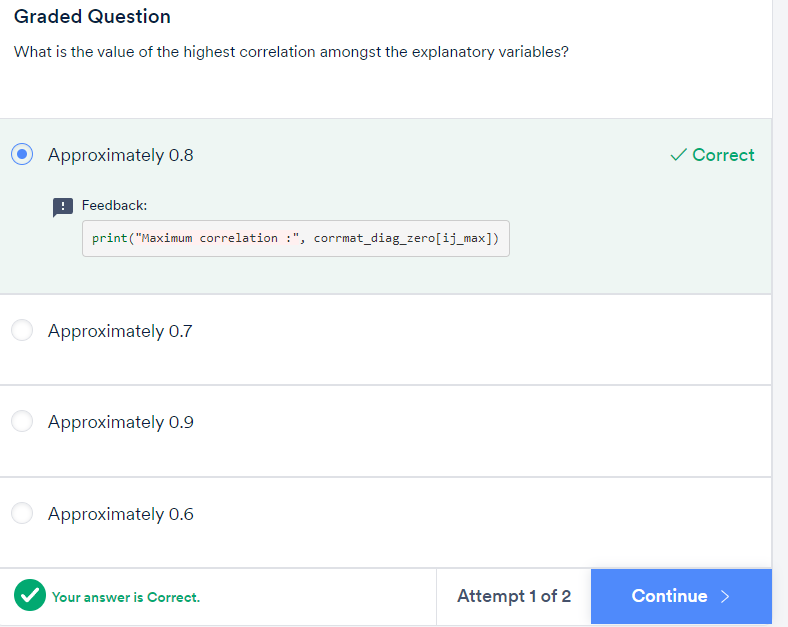 Graded Question
What is the value of the highest correlation amongst the explanatory variables?
Approximately 0.8
Correct
Feedback:
print("Maximum correlation :", corrmat_diag_zero[ij_max])
Approximately 0.7
Approximately 0.9
Approximately 0.6
Your answer is Correct.
Attempt 1 of 2
Continue